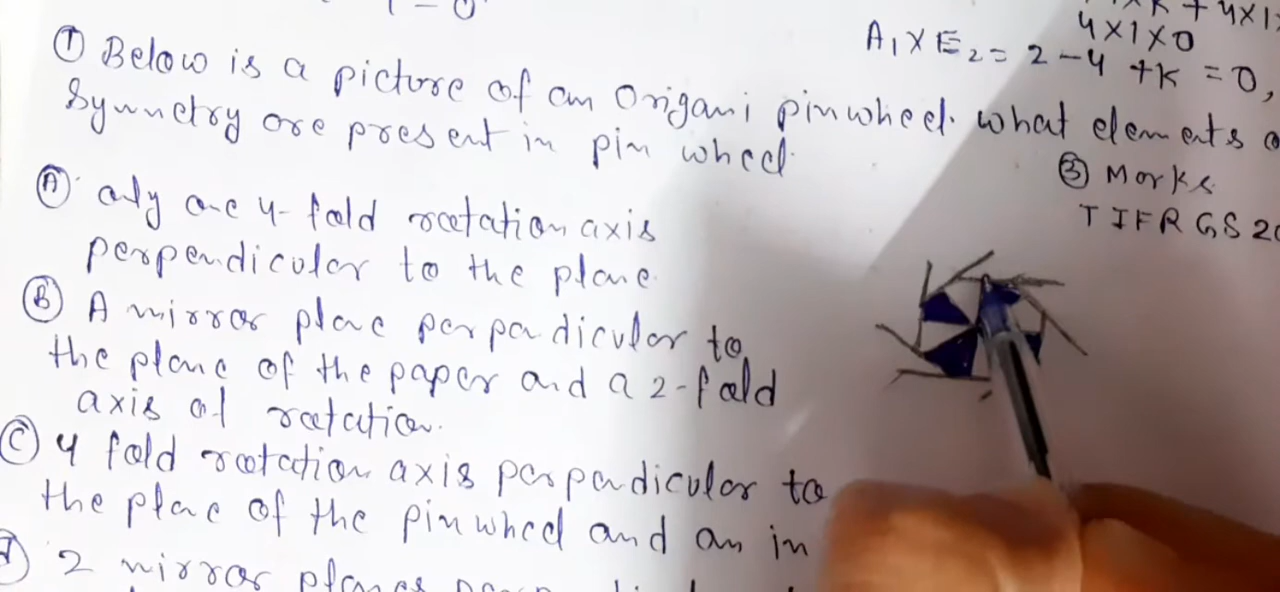 ① Below is a picture of an Origami pinwheel. what elements
Symmetry are present in pin wheel.
Ⓐ only one 4-fold rotation axis
perpendicular to the plane.
Ⓑ A mirror plane perpendicular to
the plane of the paper and a 2-fold
axis of rotation.
Ⓒ 4 fold rotation axis perpendicular to
the plane of the pinwheel and an in
2 mirror planes
4×1×0
A₁×E₂= 2-4 +k =0,
③ Marks
TIFR GS 20